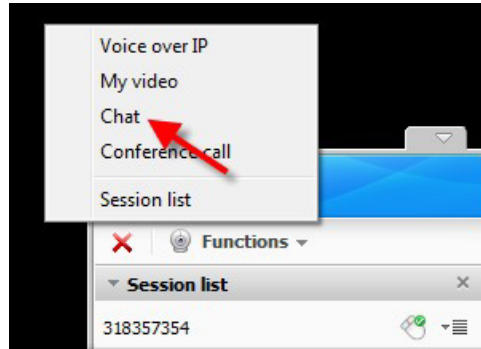 Voice over IP
My video
Chat
Conference call
Session list
Functions
Session list
318357354